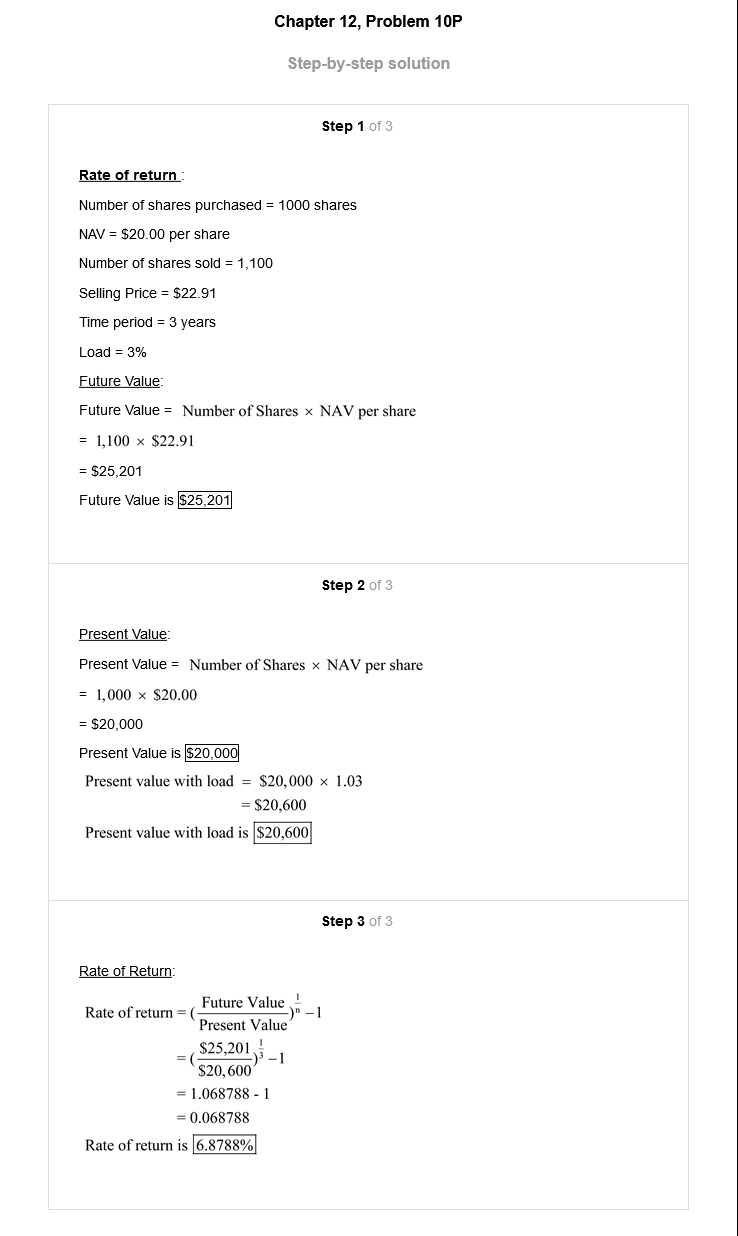 Chapter 12, Problem 10P
Step-by-step solution
Step 1 of 3
Rate of return :
Number of shares purchased = 1000 shares
NAV = $20.00 per share
Number of shares sold = 1,100
Selling Price = $22.91
Time period = 3 years
Load = 3%
Future Value:
Future Value = Number of Shares × NAV per share
= 1,100 × $22.91
= $25,201
Future Value is $25,201
Step 2 of 3
Present Value:
Present Value = Number of Shares × NAV per share
= 1,000 × $20.00
= $20,000
Present Value is $20,000
Present value with load = $20,000 × 1.03
= $20,600
Present value with load is $20,600
Step 3 of 3
Rate of Return:
Rate of return = (Future Value / Present Value)^(1/n) − 1
= ($25,201 / $20,600)^(1/3) − 1
= 1.068788 - 1
= 0.068788
Rate of return is 6.8788%